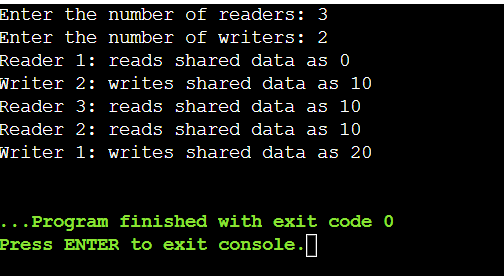 Enter the number of readers: 3
Enter the number of writers: 2
Reader 1: reads shared data as 0
Writer 2: writes shared data as 10
Reader 3: reads shared data as 10
Reader 2: reads shared data as 10
Writer 1: writes shared data as 20
...Program finished with exit code 0
Press ENTER to exit console.